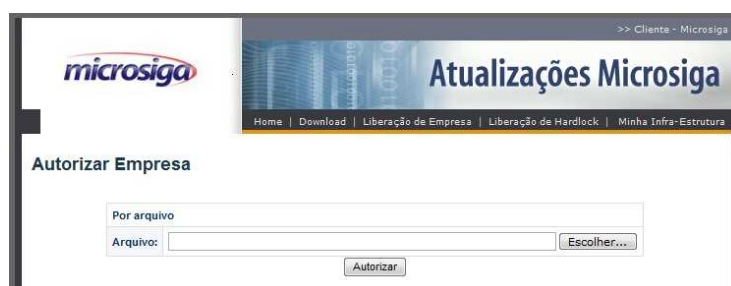 >> Cliente - Microsiga
microsiga
Atualizações Microsiga
Home | Download | Liberação de Empresa | Liberação de Hardlock | Minha Infra-Estrutura
Autorizar Empresa
Por arquivo
Arquivo: Escolher...
Autorizar